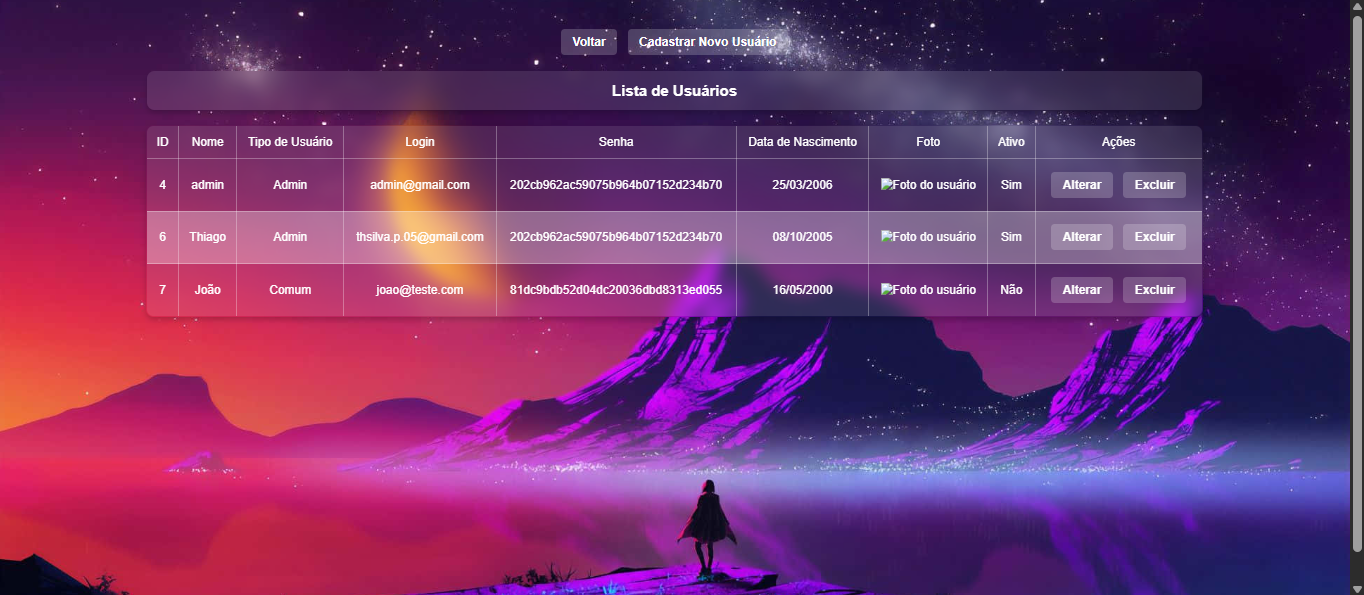 Voltar Cadastrar Novo Usuário
Lista de Usuários
ID Nome Tipo de Usuário Login Senha Data de Nascimento Foto Ativo Ações
4 admin Admin admin@gmail.com 202cb962ac59075b964b07152d234b70 25/03/2006 Foto do usuário Sim Alterar Excluir
6 Thiago Admin thsilva.p.05@gmail.com 202cb962ac59075b964b07152d234b70 08/10/2005 Foto do usuário Sim Alterar Excluir
7 João Comum joao@teste.com 81dc9bdb52d04dc20036dbd8313ed055 16/05/2000 Foto do usuário Não Alterar Excluir